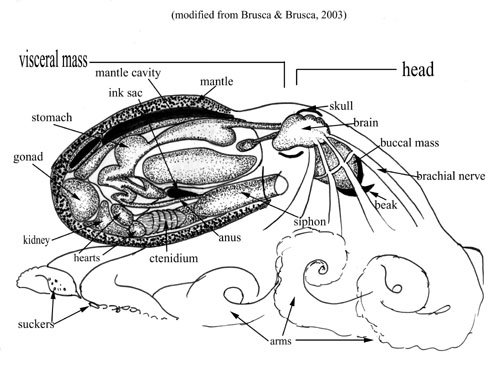 (modified from Brusca & Brusca, 2003)
visceral mass
head
mantle cavity
mantle
ink sac
skull
stomach
brain
buccal mass
gonad
brachial nerve
beak
siphon
kidney
anus
hearts
ctenidium
suckers
arms